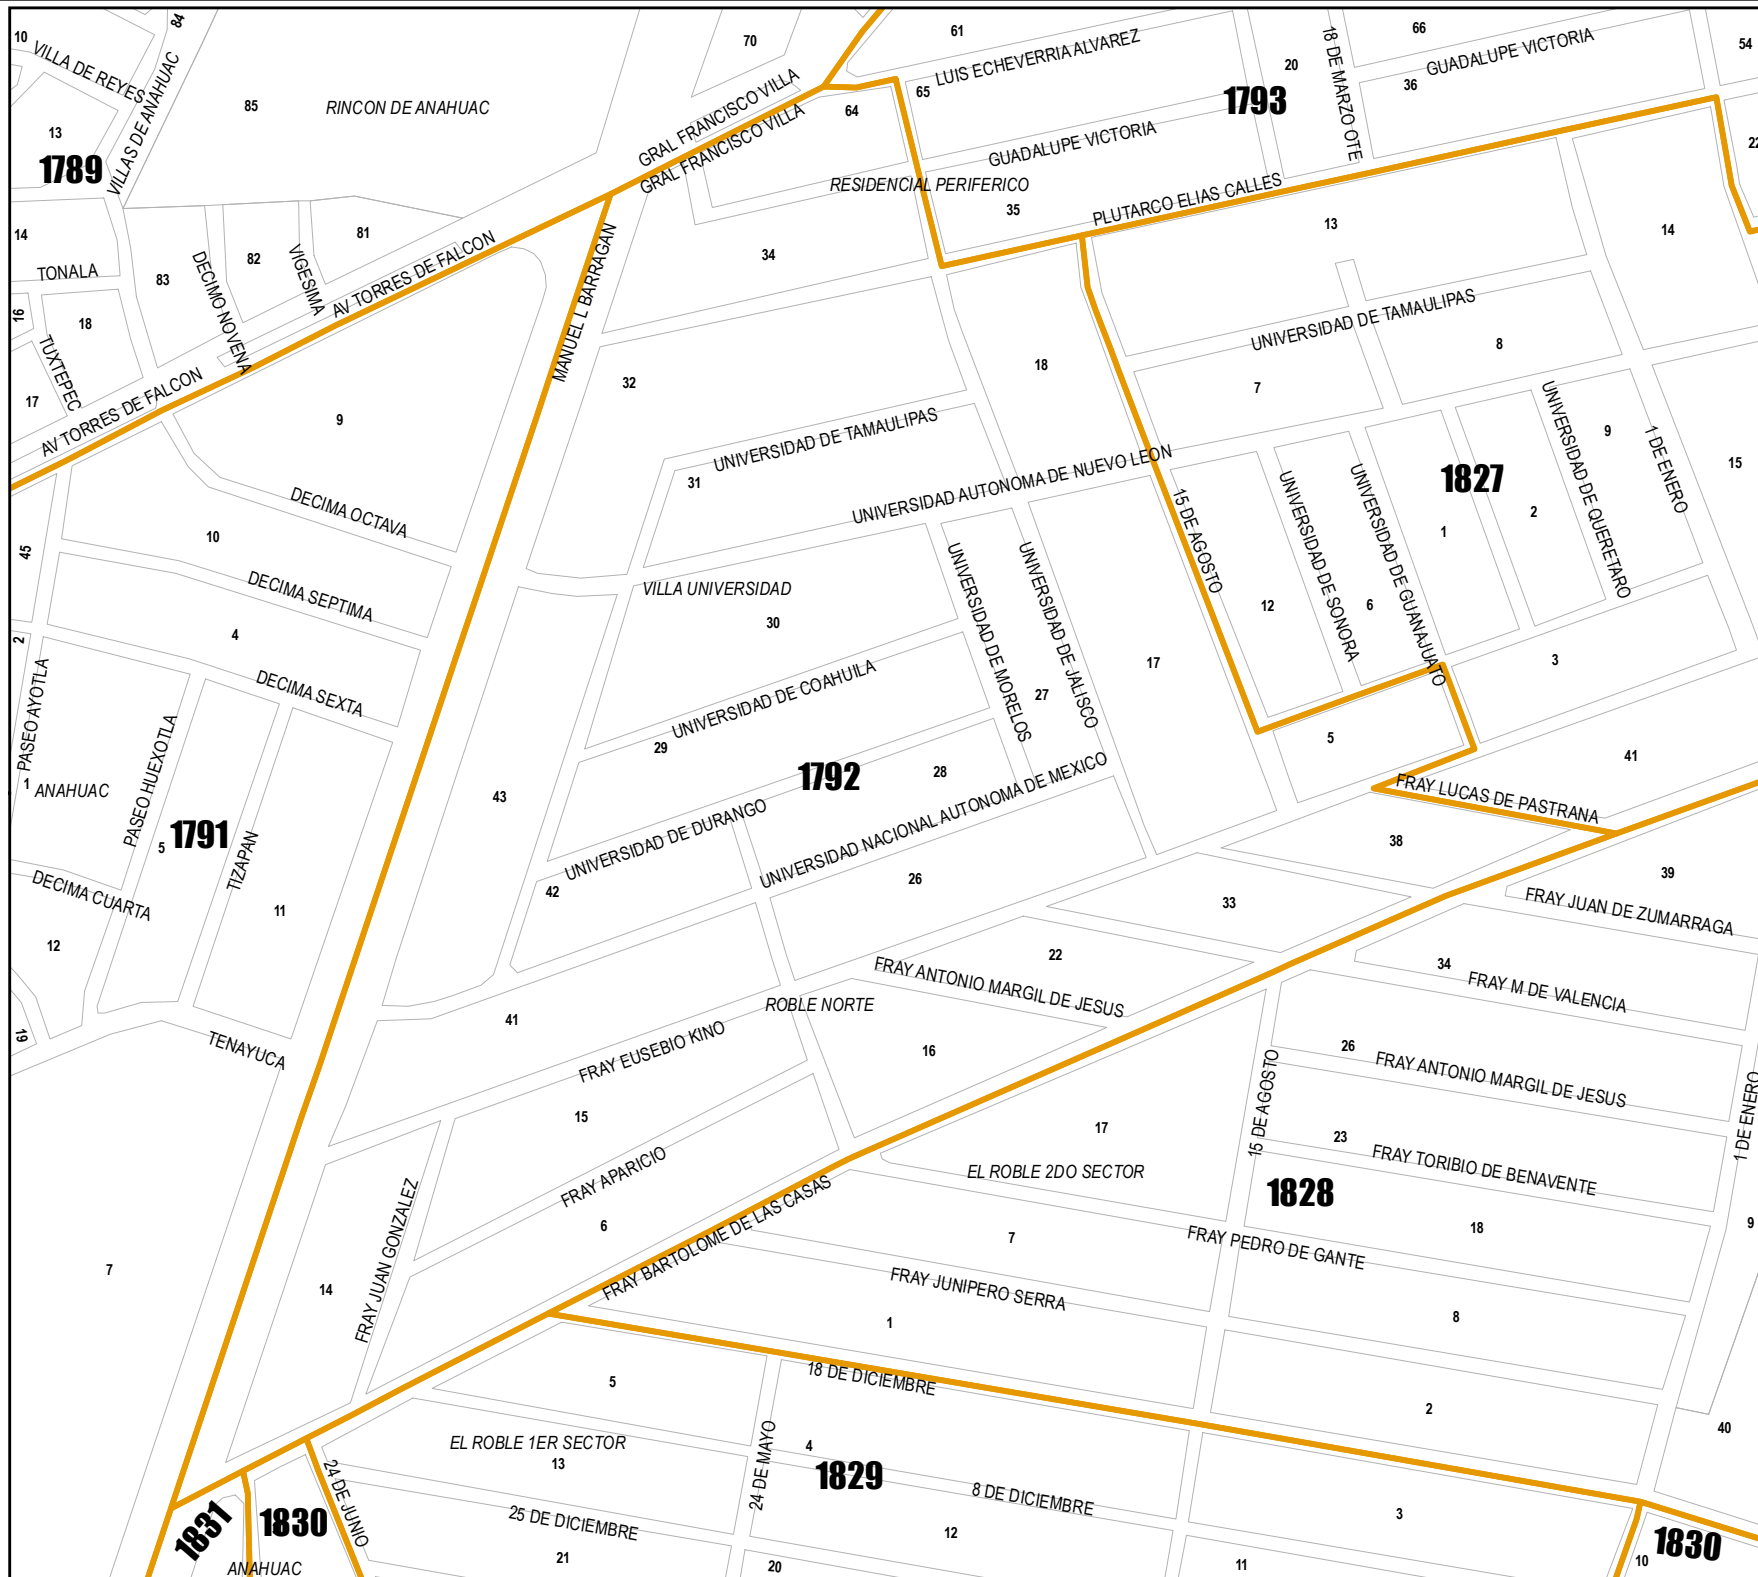 10
VILLA DE REYES
84
VILLAS DE ANAHUAC
13
1789
85
RINCON DE ANAHUAC
70
61
LUIS ECHEVERRIA ALVAREZ
65
64
GRAL FRANCISCO VILLA
GRAL FRANCISCO VILLA
20
1793
18 DE MARZO OTE
66
GUADALUPE VICTORIA
36
54
22
GUADALUPE VICTORIA
RESIDENCIAL PERIFERICO
35
PLUTARCO ELIAS CALLES
13
14
14
TONALA
83
82
81
DECIMO NOVENA
VIGESIMA
AV TORRES DE FALCON
34
16
18
TUXTEPEC
17
AV TORRES DE FALCON
9
MANUEL L BARRAGAN
32
18
UNIVERSIDAD DE TAMAULIPAS
8
7
UNIVERSIDAD DE TAMAULIPAS
31
UNIVERSIDAD AUTONOMA DE NUEVO LEON
UNIVERSIDAD DE QUERETARO
9
1 DE ENERO
15
1827
1
2
DECIMA OCTAVA
10
45
DECIMA SEPTIMA
4
2
DECIMA SEXTA
15 DE AGOSTO
UNIVERSIDAD DE SONORA
UNIVERSIDAD DE GUANAJUATO
12
6
VILLA UNIVERSIDAD
30
UNIVERSIDAD DE MORELOS
UNIVERSIDAD DE JALISCO
17
3
UNIVERSIDAD DE COAHUILA
29
27
28
1792
5
41
PASEO AYOTLA
1
ANAHUAC
PASEO HUEXOTLA
5
1791
TIZAPAN
43
UNIVERSIDAD DE DURANGO
UNIVERSIDAD NACIONAL AUTONOMA DE MEXICO
42
26
FRAY LUCAS DE PASTRANA
38
39
33
FRAY JUAN DE ZUMARRAGA
DECIMA CUARTA
12
11
19
TENAYUCA
22
FRAY ANTONIO MARGIL DE JESUS
34
FRAY M DE VALENCIA
ROBLE NORTE
41
FRAY EUSEBIO KINO
16
26
FRAY ANTONIO MARGIL DE JESUS
15
17
15 DE AGOSTO
23
FRAY TORIBIO DE BENAVENTE
1 DE ENERO
FRAY APARICIO
EL ROBLE 2DO SECTOR
1828
6
7
FRAY PEDRO DE GANTE
18
9
FRAY JUAN GONZALEZ
FRAY BARTOLOME DE LAS CASAS
7
14
FRAY JUNIPERO SERRA
1
8
5
18 DE DICIEMBRE
2
40
EL ROBLE 1ER SECTOR
13
24 DE MAYO
4
1829
8 DE DICIEMBRE
3
24 DE JUNIO
25 DE DICIEMBRE
12
1831
1830
1830
ANAHUAC
21
20
11
10